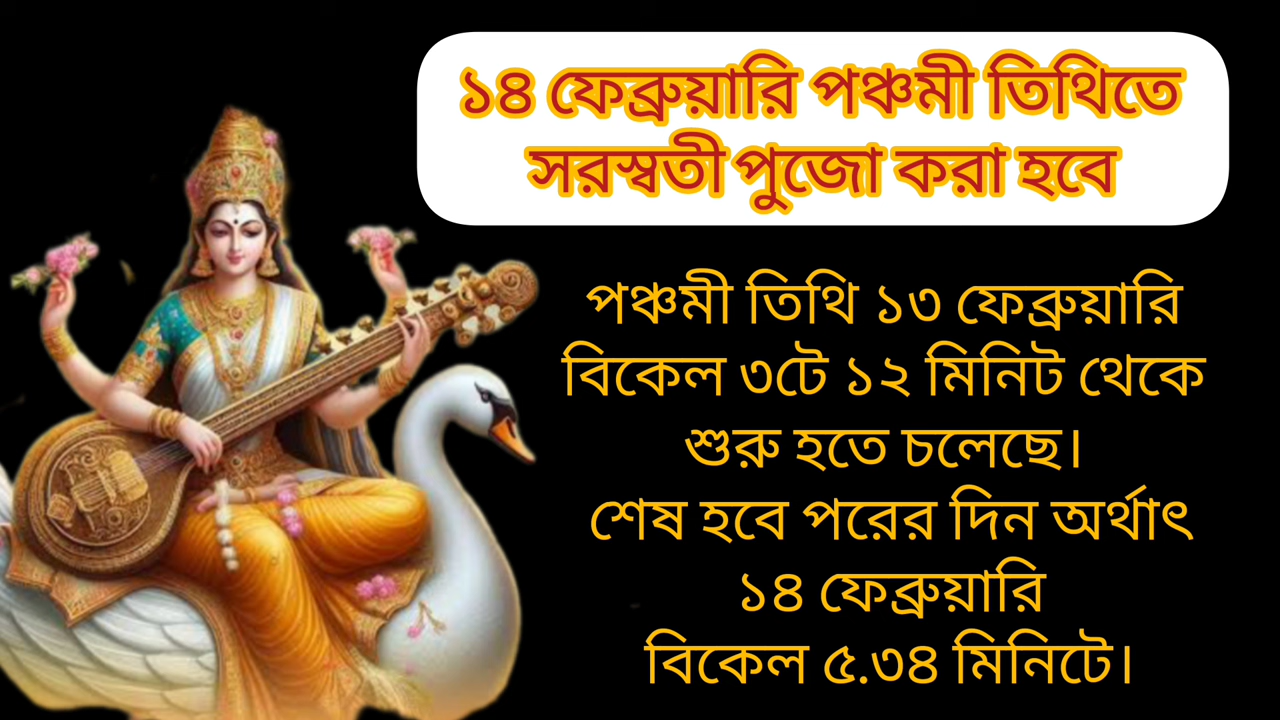 ১৪ ফেব্রুয়ারি পঞ্চমী তিথিতে
সরস্বতী পুজো করা হবে
পঞ্চমী তিথি ১৩ ফেব্রুয়ারি
বিকেল ৩টে ১২ মিনিট থেকে
শুরু হতে চলেছে।
শেষ হবে পরের দিন অর্থাৎ
১৪ ফেব্রুয়ারি
বিকেল ৫.৩৪ মিনিটে।